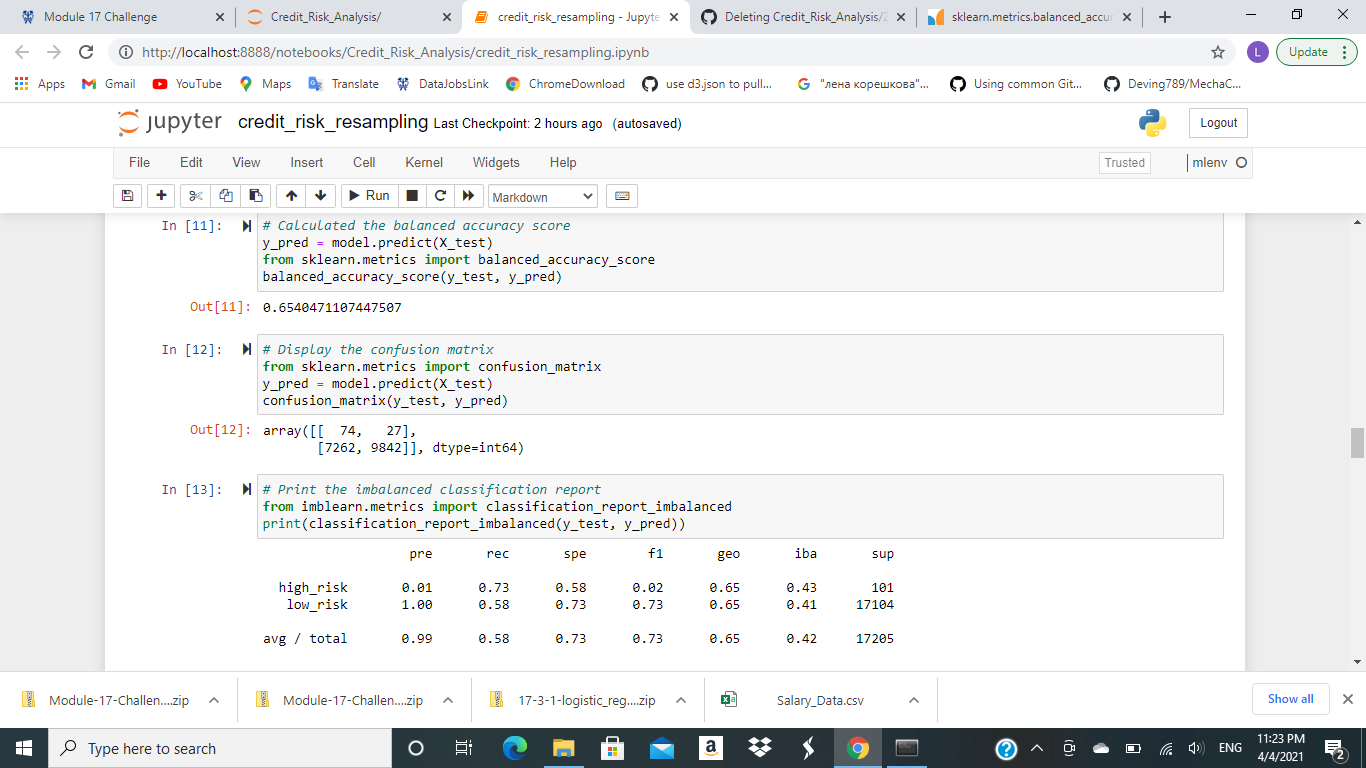 Module 17 Challenge
Credit_Risk_Analysis/
credit_risk_resampling - Jupyte
Deleting Credit_Risk_Analysis/2
sklearn.metrics.balanced_accur
http://localhost:8888/notebooks/Credit_Risk_Analysis/credit_risk_resampling.ipynb
L
Update
Apps
Gmail
YouTube
Maps
Translate
DataJobsLink
ChromeDownload
use d3.json to pull...
"лена корешкова"...
Using common Git...
Deving789/MechaC...
jupyter
credit_risk_resampling Last Checkpoint: 2 hours ago (autosaved)
Logout
File Edit View Insert Cell Kernel Widgets Help
Trusted
mlenv
Run
Markdown
In [11]:
# Calculated the balanced accuracy score
y_pred = model.predict(X_test)
from sklearn.metrics import balanced_accuracy_score
balanced_accuracy_score(y_test, y_pred)
Out[11]: 0.6540471107447507
In [12]:
# Display the confusion matrix
from sklearn.metrics import confusion_matrix
y_pred = model.predict(X_test)
confusion_matrix(y_test, y_pred)
Out[12]: array([[  74,   27],
[7262, 9842]], dtype=int64)
In [13]:
# Print the imbalanced classification report
from imblearn.metrics import classification_report_imbalanced
print(classification_report_imbalanced(y_test, y_pred))
pre rec spe f1 geo iba sup
high_risk 0.01 0.73 0.58 0.02 0.65 0.43 101
low_risk 1.00 0.58 0.73 0.73 0.65 0.41 17104
avg / total 0.99 0.58 0.73 0.73 0.65 0.42 17205
Module-17-Challen....zip
Module-17-Challen....zip
17-3-1-logistic_reg....zip
Salary_Data.csv
Show all
Type here to search
ENG
11:23 PM
4/4/2021
2